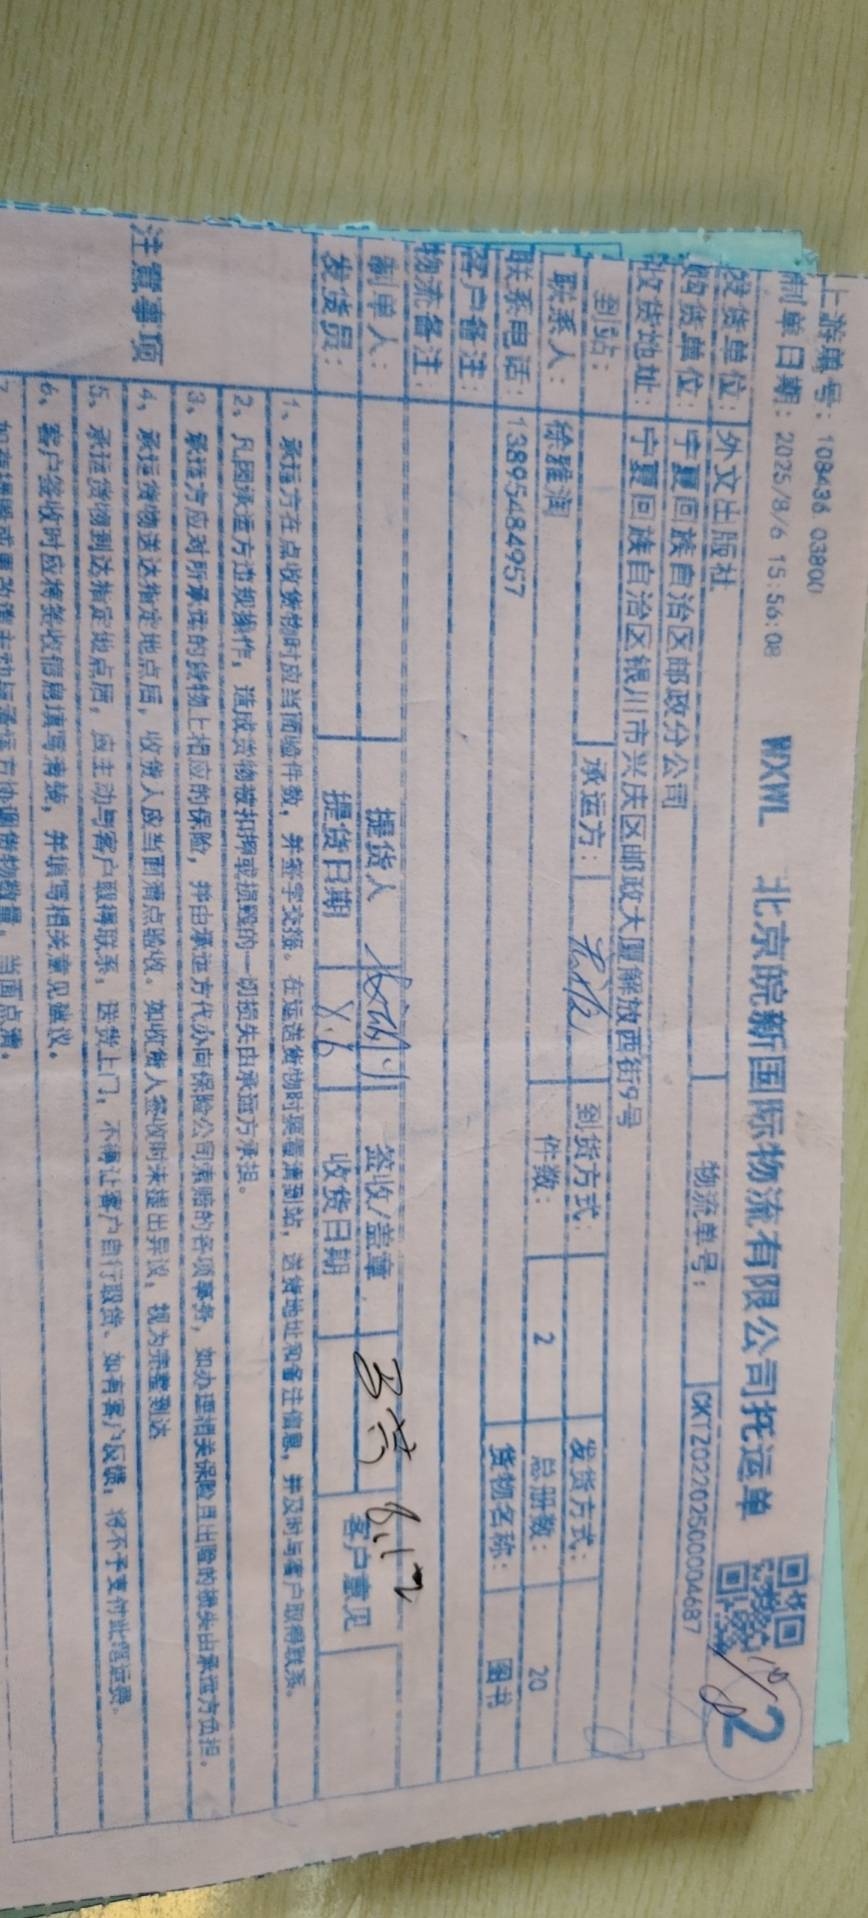 上游单号：108436 03800
制单日期：2025/8/6 15:56:08 WXWL 北京皖新国际物流有限公司托运单
2
发货单位：外文出版社 物流单号：CKTZ02202500004687
购货单位：宁夏回族自治区邮政分公司
收货地址：宁夏回族自治区银川市兴庆区邮政大厦解放西街9号
到站： 承运方： 到货方式： 发货方式：
联系人：徐雅润 件数：2 总册数：20
联系电话：13895484957 货物名称：图书
客户备注：
物流备注：
制单人： 提货人 签收/盖章 8.12 客户意见
发货员： 提货日期 8.6 收货日期
注意事项
1、承运方在点收货物时应当面验件数，并签字交接。在运送货物时要看清到站，送货地址和备注信息，并及时与客户取得联系。
2、凡因承运方违规操作，造成货物被扣押或损毁的一切损失由承运方承担。
3、承运方应对所承运的货物上相应的保险，并由承运方代办向保险公司索赔的各项事务，如办理相关保险且出险的损失由承运方负担。
4、承运货物送达指定地点后，收货人应当面清点验收。如收货人签收时未提出异议，视为完整到达
5、承运货物到达指定地点后，应主动与客户取得联系，送货上门，不得让客户自行取货、如有客户反馈，将不予支付此笔运费。
6、客户签收时应将签收信息填写清楚，并填写相关意见建议。